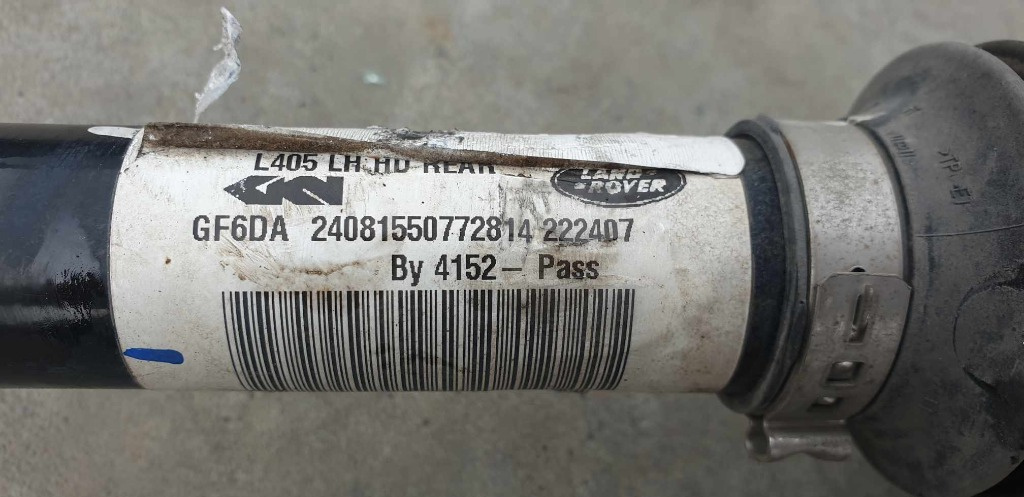 L405 LH HD REAR
LAND-
-ROVER
GF6DA 24081550772814 222407
By 4152 - Pass